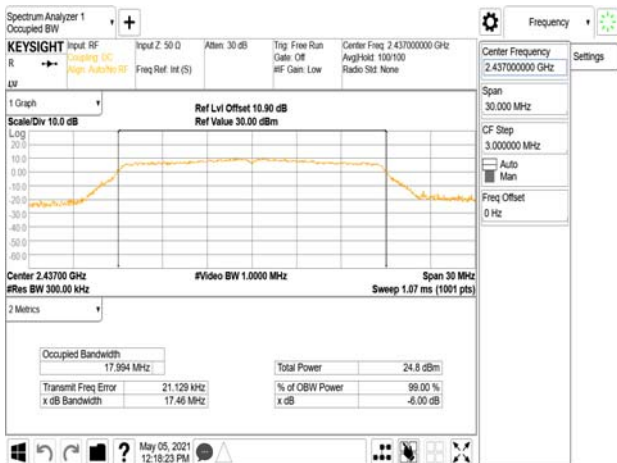 Spectrum Analyzer 1
Occupied BW
Frequency
KEYSIGHT
Input: RF
Input Z: 50 Ω
Atten: 30 dB
Trig: Free Run
Center Freq: 2.437000000 GHz
R
Coupling: DC
Gate: Off
Avg|Hold: 100/100
Align: Auto/No RF
Freq Ref: Int (S)
#IF Gain: Low
Radio Std: None
Center Frequency
2.437000000 GHz
Settings
Span
30.000 MHz
CF Step
3.000000 MHz
Auto
Man
Freq Offset
0 Hz
1 Graph
Ref Lvl Offset 10.90 dB
Scale/Div 10.0 dB
Ref Value 30.00 dBm
Log
20.0
10.0
0.00
-10.0
-20.0
-30.0
-40.0
-50.0
-60.0
Center 2.43700 GHz
#Video BW 1.0000 MHz
Span 30 MHz
#Res BW 300.00 kHz
Sweep 1.07 ms (1001 pts)
2 Metrics
Occupied Bandwidth
17.994 MHz
Total Power
24.8 dBm
Transmit Freq Error
21.129 kHz
% of OBW Power
99.00 %
x dB Bandwidth
17.46 MHz
x dB
-6.00 dB
May 05, 2021
12:18:23 PM